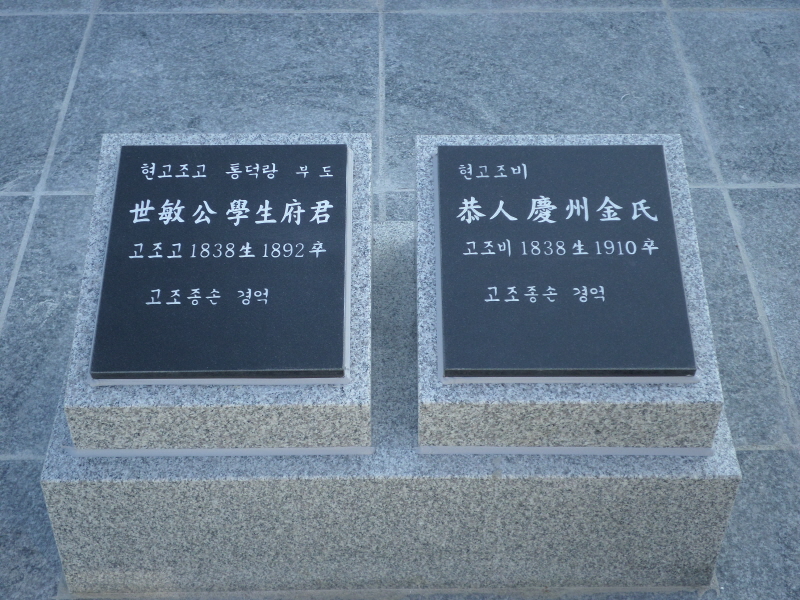 현고조고 통덕랑 부 도
世敏公學生府君
고조고 1838 生 1892 卒
고조종손 경억
현고조비
恭人慶州金氏
고조비 1838 生 1910 卒
고조종손 경억